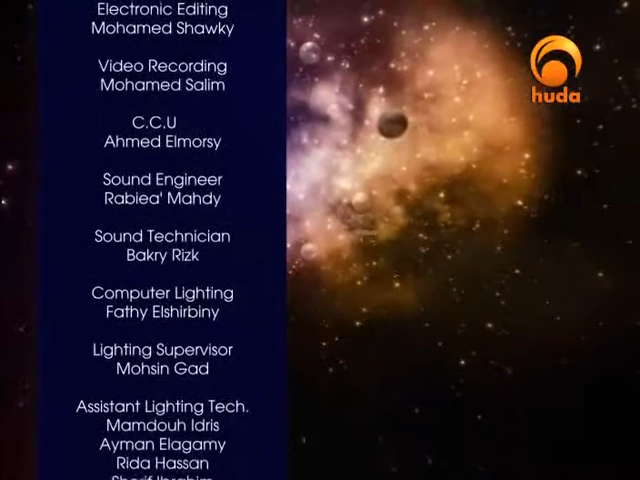 Electronic Editing
Mohamed Shawky
Video Recording
Mohamed Salim
C.C.U
Ahmed Elmorsy
Sound Engineer
Rabiea' Mahdy
Sound Technician
Bakry Rizk
Computer Lighting
Fathy Elshirbiny
Lighting Supervisor
Mohsin Gad
Assistant Lighting Tech.
Mamdouh Idris
Ayman Elagamy
Rida Hassan
huda